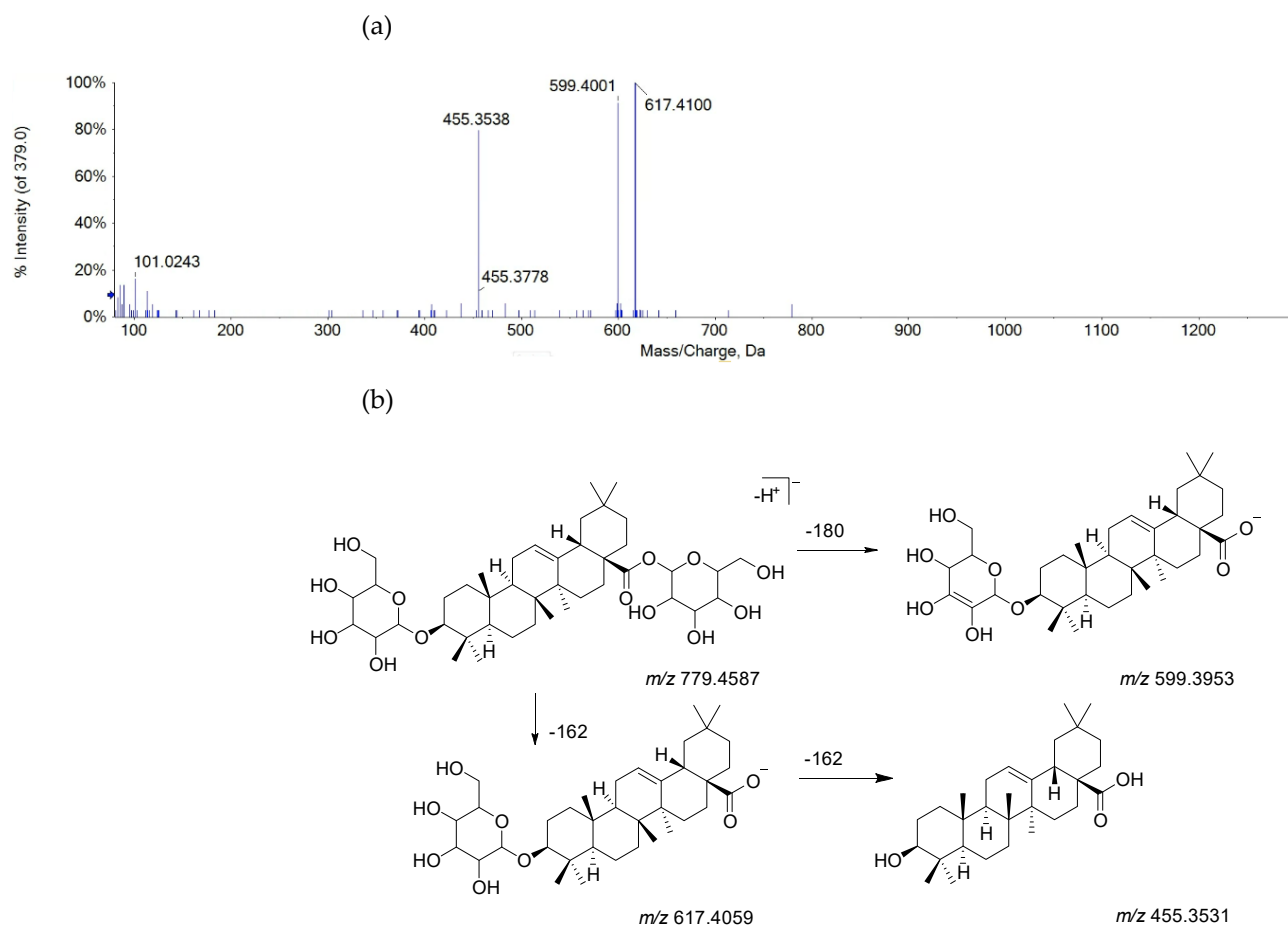 (a)
% Intensity (of 379.0)
100%
80%
60%
40%
20%
0%
101.0243
455.3538
455.3778
599.4001
617.4100
100 200 300 400 500 600 700 800 900 1000 1100 1200
Mass/Charge, Da
(b)
-H+ −
-180
HO
HO
HO
OH
O
O
H
H
H
O
O
O
OH
HO
OH
OH
m/z 779.4587
HO
HO
HO
OH
O
O
H
H
H
O−
O
m/z 599.3953
-162
HO
HO
HO
OH
O
O
H
H
H
O−
O
m/z 617.4059
-162
HO
H
H
H
OH
O
m/z 455.3531